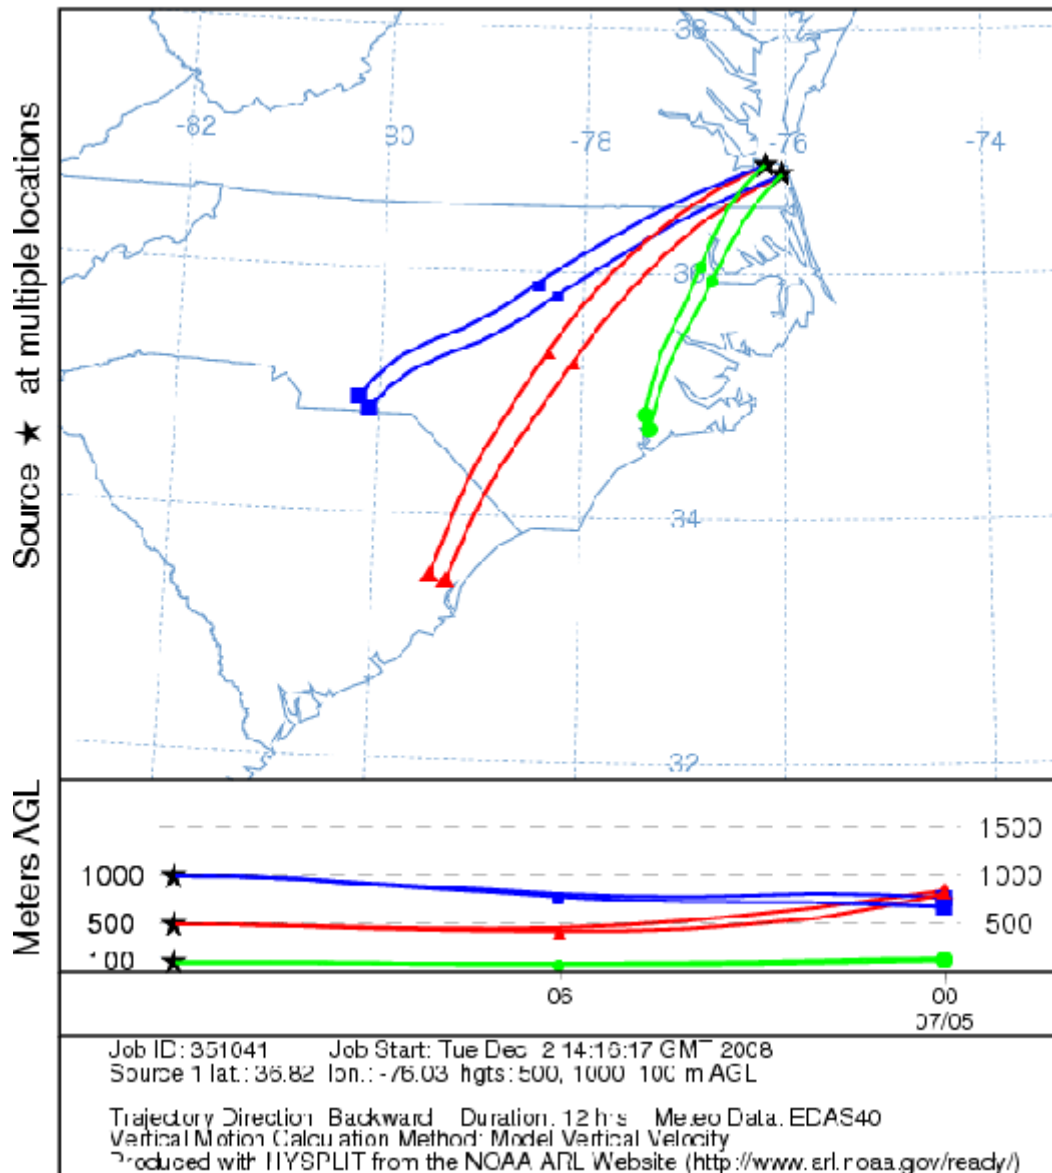 38
-82
80
-78
-76
-74
36
34
32
Source ★ at multiple locations
Meters AGL
1500
1000
1000
500
500
100
06
00
07/05
Job ID: 351041 Job Start: Tue Dec 2 14:16:17 GMT 2008
Source 1 lat.: 36.82 lon.: -76.03 hgts: 500, 1000 100 m AGL
Trajectory Direction Backward Duration: 12 hrs Meteo Data: EDAS40
Vertical Motion Calculation Method: Model Vertical Velocity
Produced with HYSPLIT from the NOAA ARL Website (http://www.arl.noaa.gov/ready/)